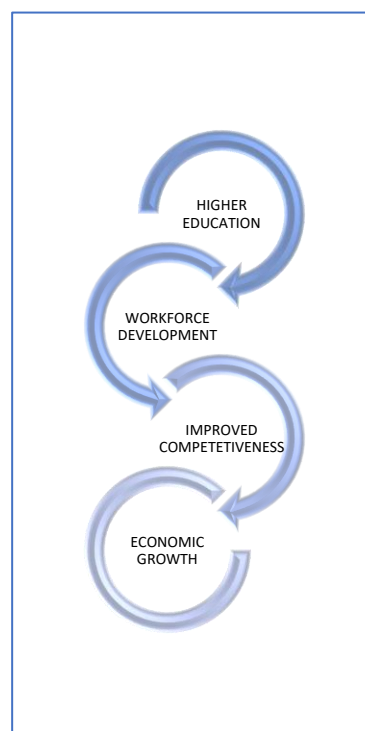 HIGHER
EDUCATION
WORKFORCE
DEVELOPMENT
IMPROVED
COMPETETIVENESS
ECONOMIC
GROWTH